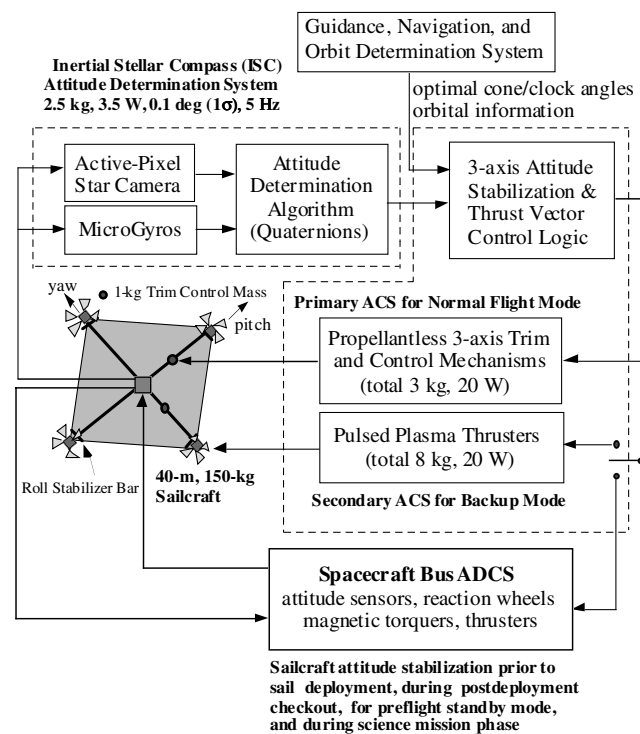 Guidance, Navigation, and
Orbit Determination System
Inertial Stellar Compass (ISC)
Attitude Determination System
2.5 kg, 3.5 W, 0.1 deg (1σ), 5 Hz
optimal cone/clock angles
orbital information
Active-Pixel
Star Camera
MicroGyros
Attitude
Determination
Algorithm
(Quaternions)
3-axis Attitude
Stabilization &
Thrust Vector
Control Logic
yaw
1-kg Trim Control Mass
pitch
Primary ACS for Normal Flight Mode
Propellantless 3-axis Trim
and Control Mechanisms
(total 3 kg, 20 W)
Pulsed Plasma Thrusters
(total 8 kg, 20 W)
Secondary ACS for Backup Mode
Roll Stabilizer Bar
40-m, 150-kg
Sailcraft
Spacecraft Bus ADCS
attitude sensors, reaction wheels
magnetic torquers, thrusters
Sailcraft attitude stabilization prior to
sail deployment, during postdeployment
checkout, for preflight standby mode,
and during science mission phase